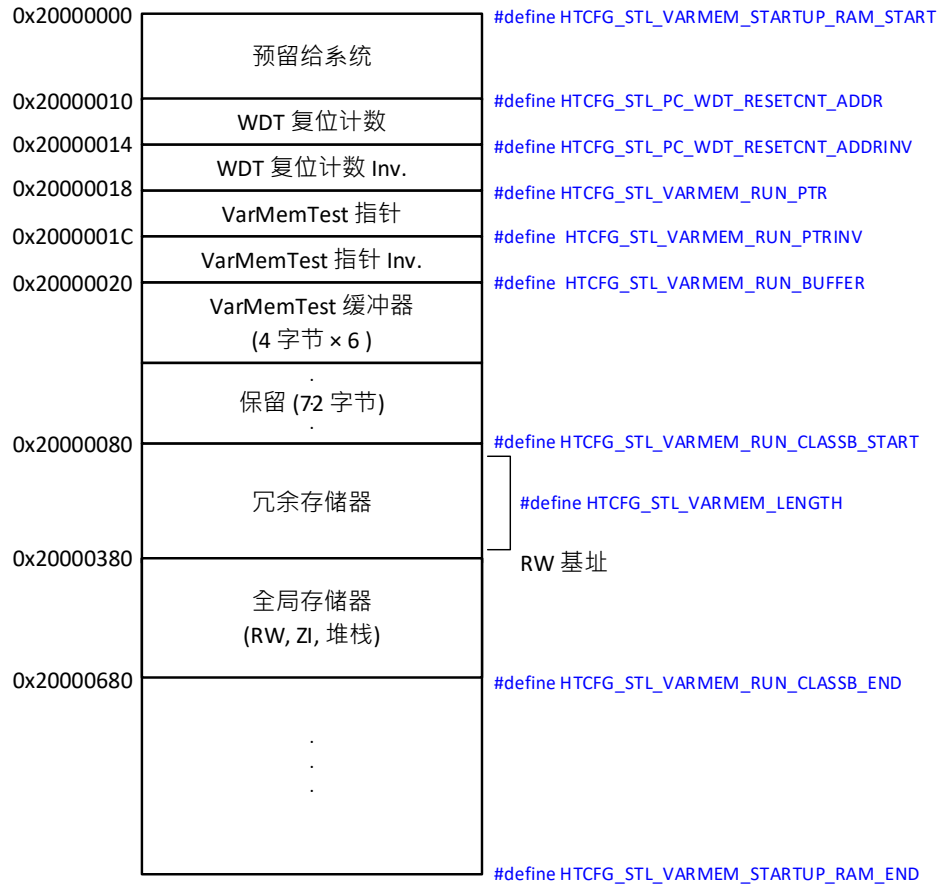 0x20000000
#define HTCFG_STL_VARMEM_STARTUP_RAM_START
预留给系统
0x20000010
#define HTCFG_STL_PC_WDT_RESETCNT_ADDR
WDT 复位计数
0x20000014
#define HTCFG_STL_PC_WDT_RESETCNT_ADDRINV
WDT 复位计数 Inv.
0x20000018
#define HTCFG_STL_VARMEM_RUN_PTR
VarMemTest 指针
0x2000001C
#define HTCFG_STL_VARMEM_RUN_PTRINV
VarMemTest 指针 Inv.
0x20000020
#define HTCFG_STL_VARMEM_RUN_BUFFER
VarMemTest 缓冲器
(4 字节 × 6 )
保留 (72 字节)
0x20000080
#define HTCFG_STL_VARMEM_RUN_CLASSB_START
冗余存储器
#define HTCFG_STL_VARMEM_LENGTH
0x20000380
RW 基址
全局存储器
(RW, ZI, 堆栈)
0x20000680
#define HTCFG_STL_VARMEM_RUN_CLASSB_END
#define HTCFG_STL_VARMEM_STARTUP_RAM_END